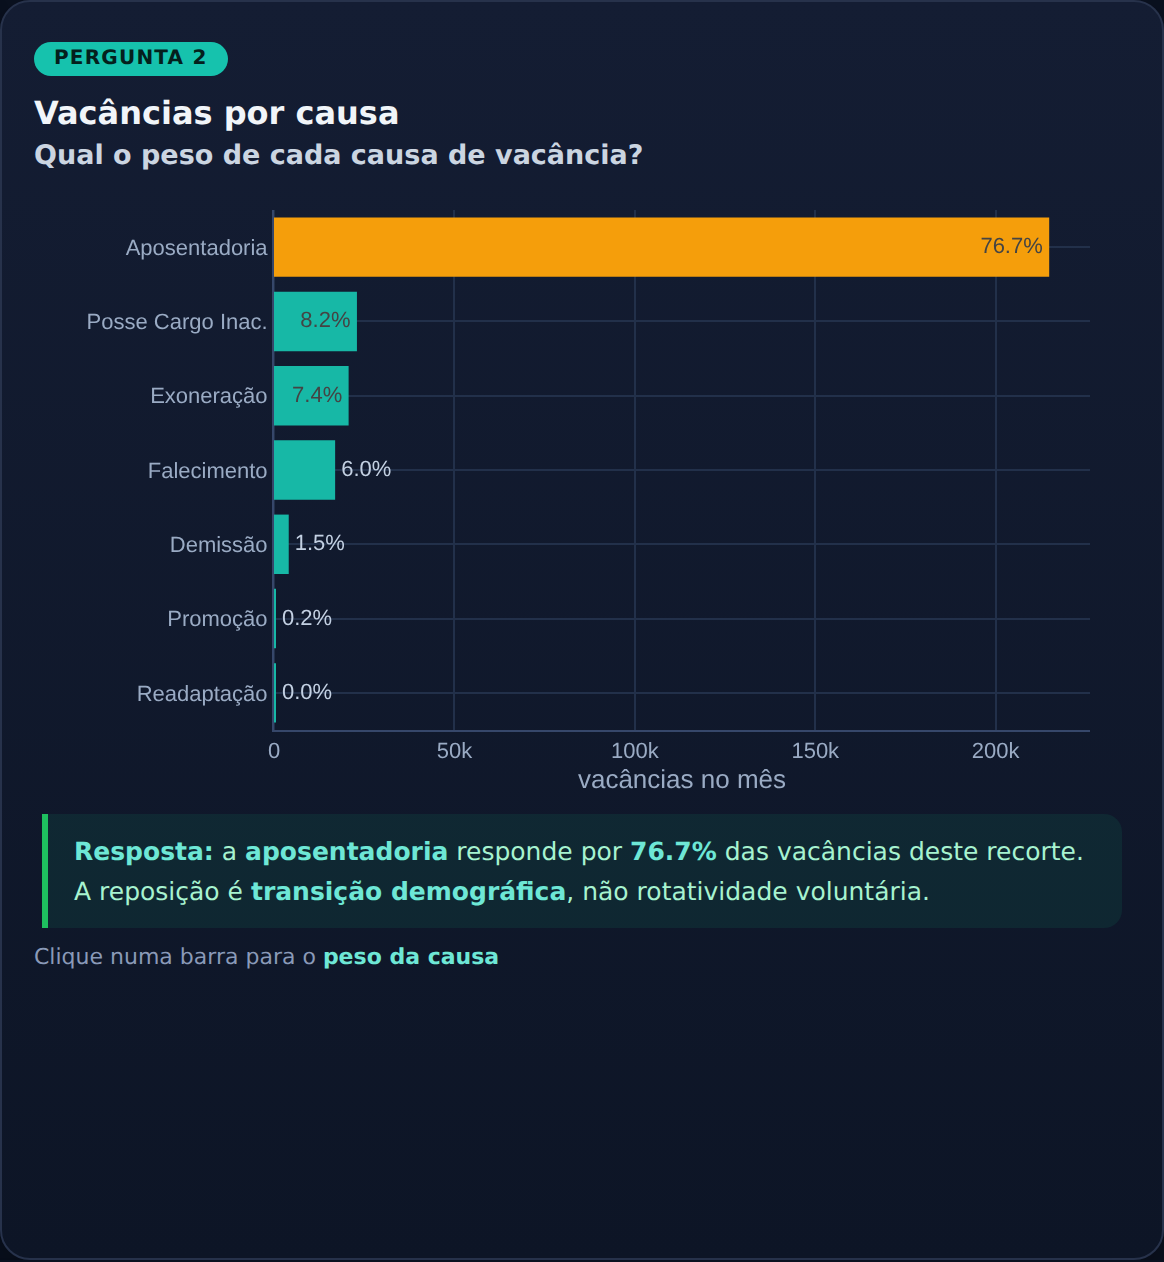 PERGUNTA 2
Vacâncias por causa
Qual o peso de cada causa de vacância?
Aposentadoria 76.7%
Posse Cargo Inac. 8.2%
Exoneração 7.4%
Falecimento 6.0%
Demissão 1.5%
Promoção 0.2%
Readaptação 0.0%
0 50k 100k 150k 200k
vacâncias no mês
Resposta: a aposentadoria responde por 76.7% das vacâncias deste recorte.
A reposição é transição demográfica, não rotatividade voluntária.
Clique numa barra para o peso da causa